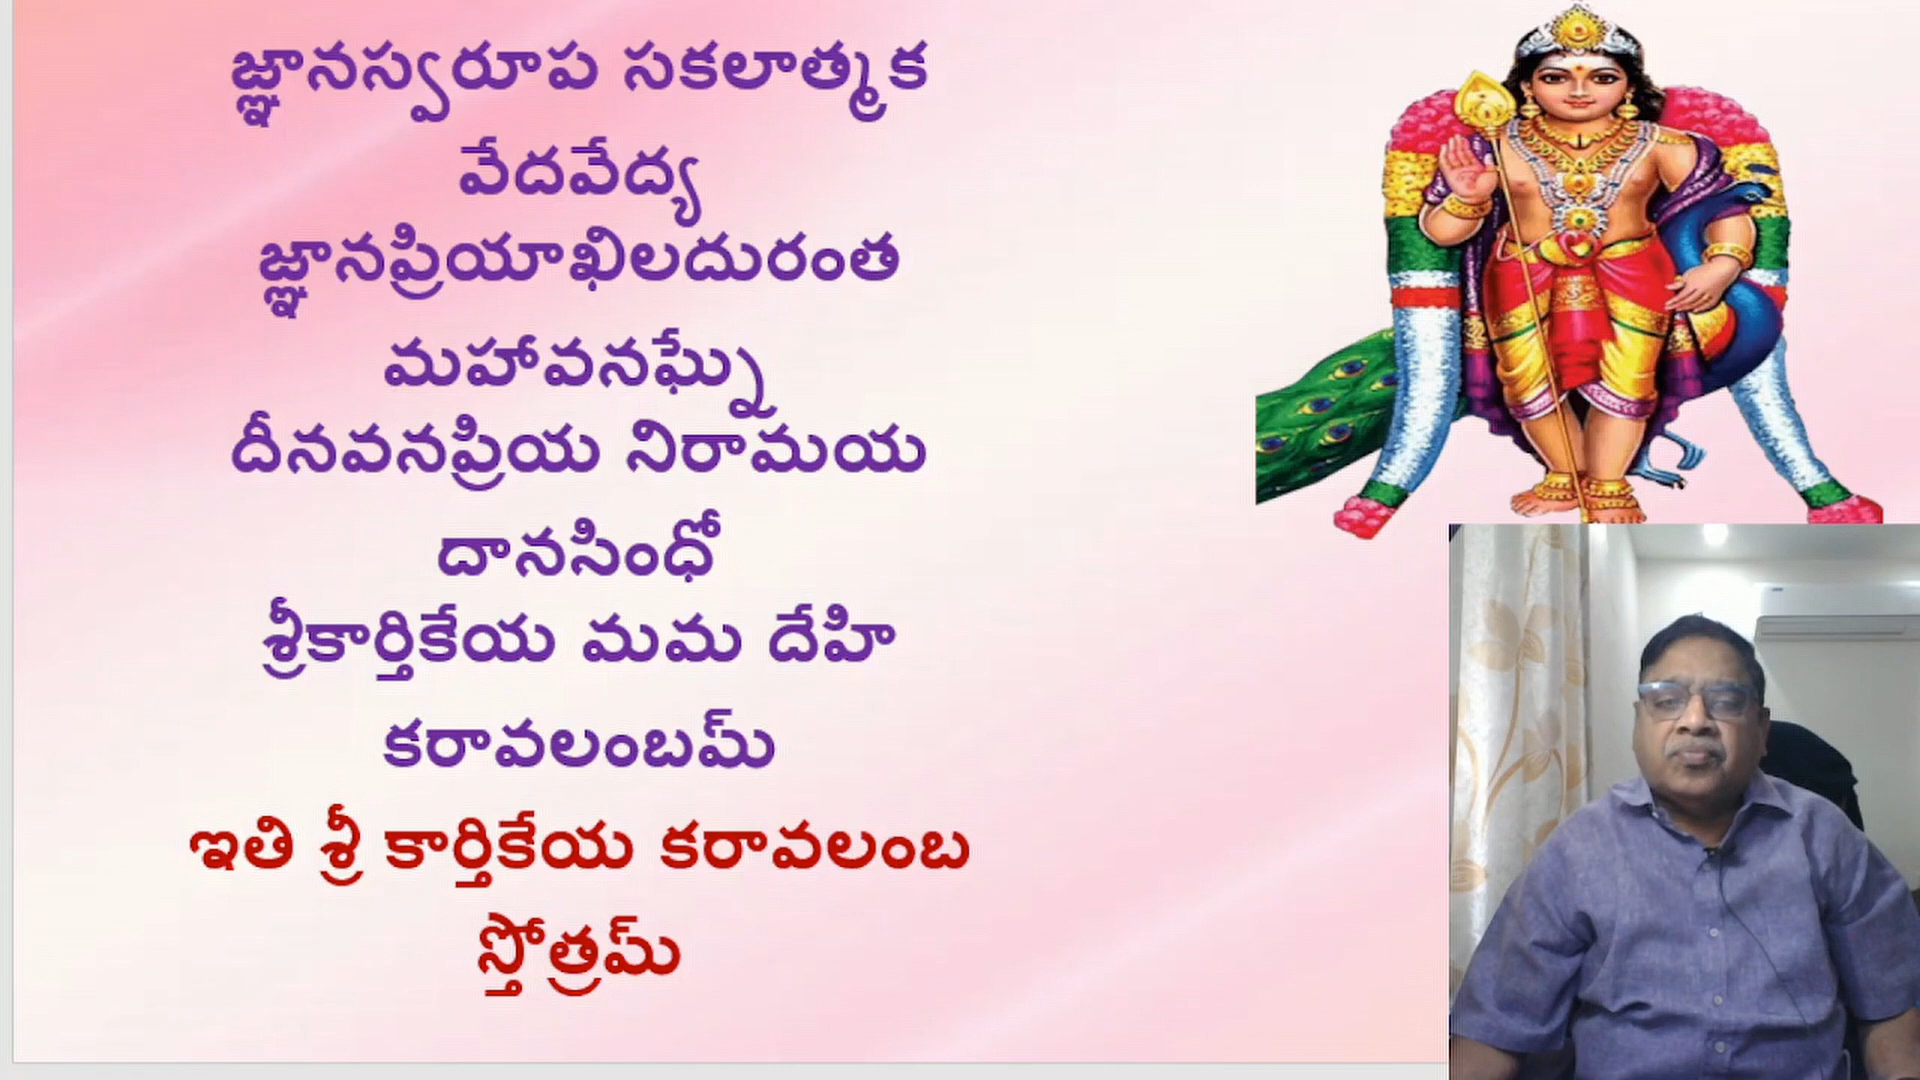 జ్ఞానస్వరూప సకలాత్మక
వేదవేద్య
జ్ఞానప్రియాఖిలదురంత
మహావనఘ్నే
దీనవనప్రియ నిరామయ
దానసింధో
శ్రీకార్తికేయ మమ దేహి
కరావలంబమ్
ఇతి శ్రీ కార్తికేయ కరావలంబ
స్తోత్రమ్